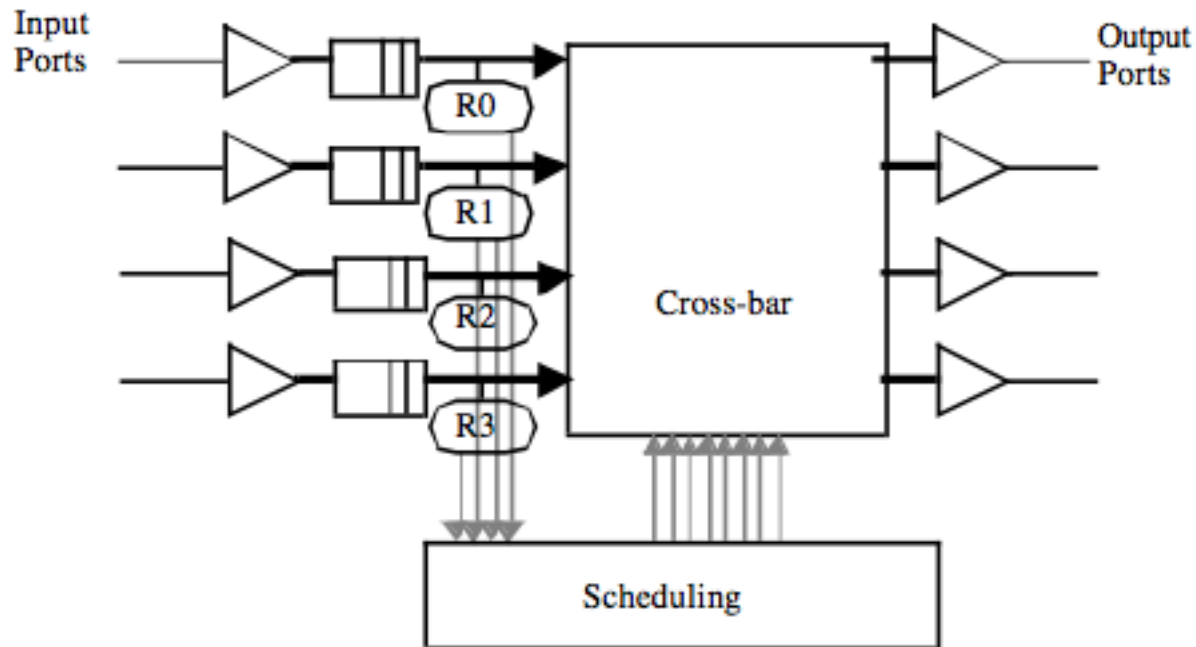 Input
Ports
Output
Ports
R0
R1
R2
R3
Cross-bar
Scheduling